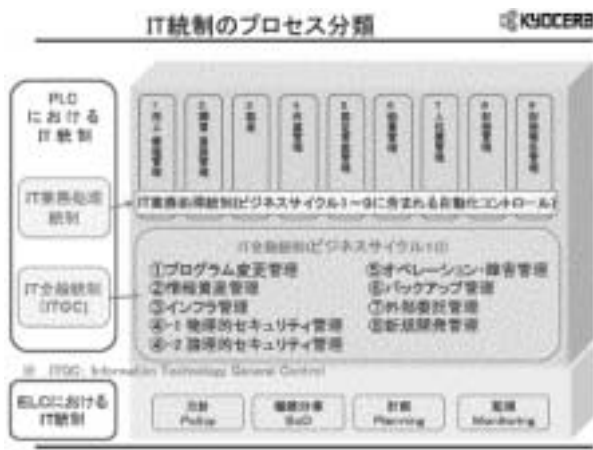 IT統制のプロセス分類
KYOCERA
PLC
における
IT統制
IT業務処理
統制
IT業務処理統制(ビジネスサイクル1～9に含まれる自動化コントロール)
IT全般統制
(ITGC)
IT全般統制(ビジネスサイクル10)
①プログラム変更管理
②情報資産管理
③インフラ管理
④-1 物理的セキュリティ管理
④-2 論理的セキュリティ管理
⑤オペレーション・障害管理
⑥バックアップ管理
⑦外部委託管理
⑧新規開発管理
※ ITGC: Information Technology General Control
ELCにおける
IT統制
方針
Policy
職務分掌
SoD
計画
Planning
監視
Monitoring